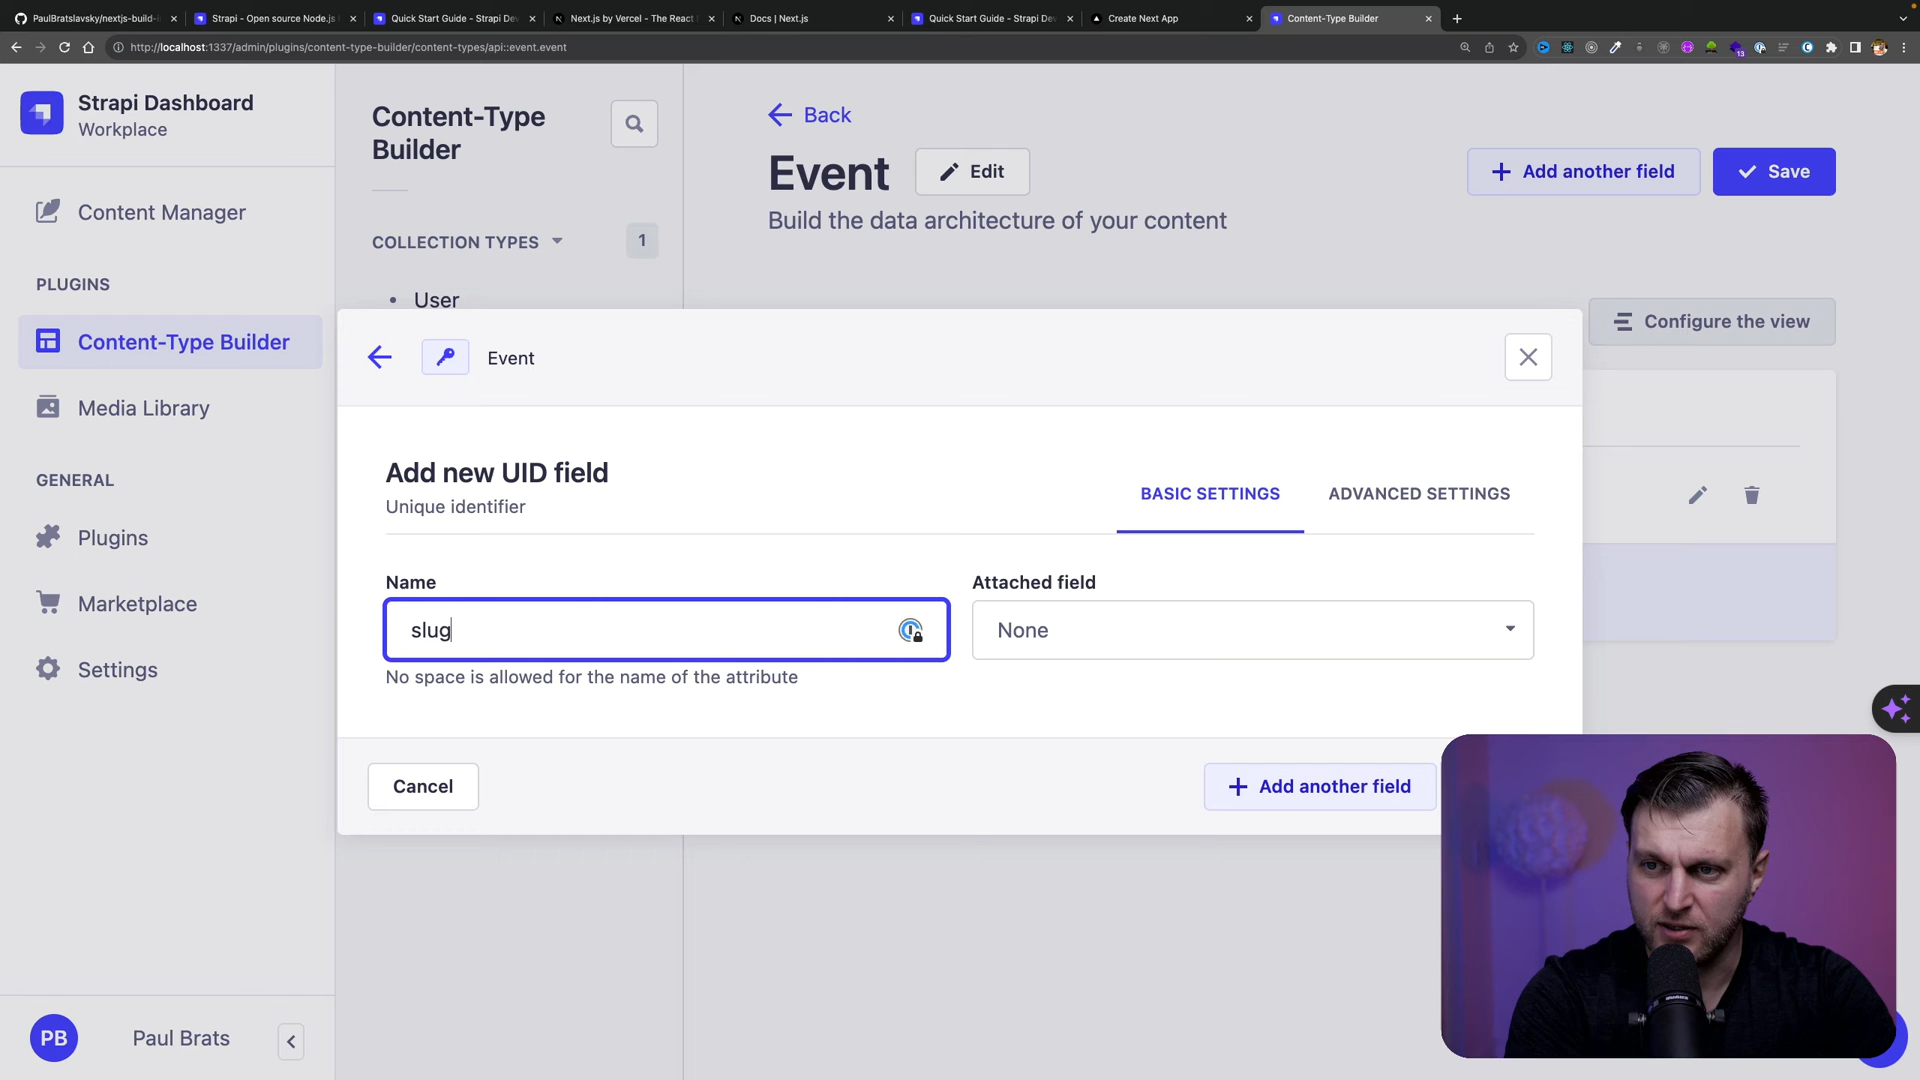 PaulBratslavsky/nextjs-build-i
Strapi - Open source Node.js
Quick Start Guide - Strapi De
Next.js by Vercel - The React
Docs | Next.js
Quick Start Guide - Strapi De
Create Next App
Content-Type Builder
http://localhost:1337/admin/plugins/content-type-builder/content-types/api::event.event
13
Strapi Dashboard
Workplace
Content Manager
PLUGINS
Content-Type Builder
Media Library
GENERAL
Plugins
Marketplace
Settings
PB
Paul Brats
Content-Type
Builder
COLLECTION TYPES
1
User
Back
Event
Edit
Add another field
Save
Build the data architecture of your content
Configure the view
Event
Add new UID field
Unique identifier
BASIC SETTINGS
ADVANCED SETTINGS
Name
slug
No space is allowed for the name of the attribute
Attached field
None
Cancel
Add another field